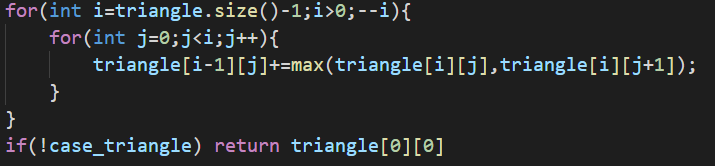 for(int i=triangle.size()-1;i>0;--i){
for(int j=0;j<i;j++){
triangle[i-1][j]+=max(triangle[i][j],triangle[i][j+1]);
}
}
if(!case_triangle) return triangle[0][0]